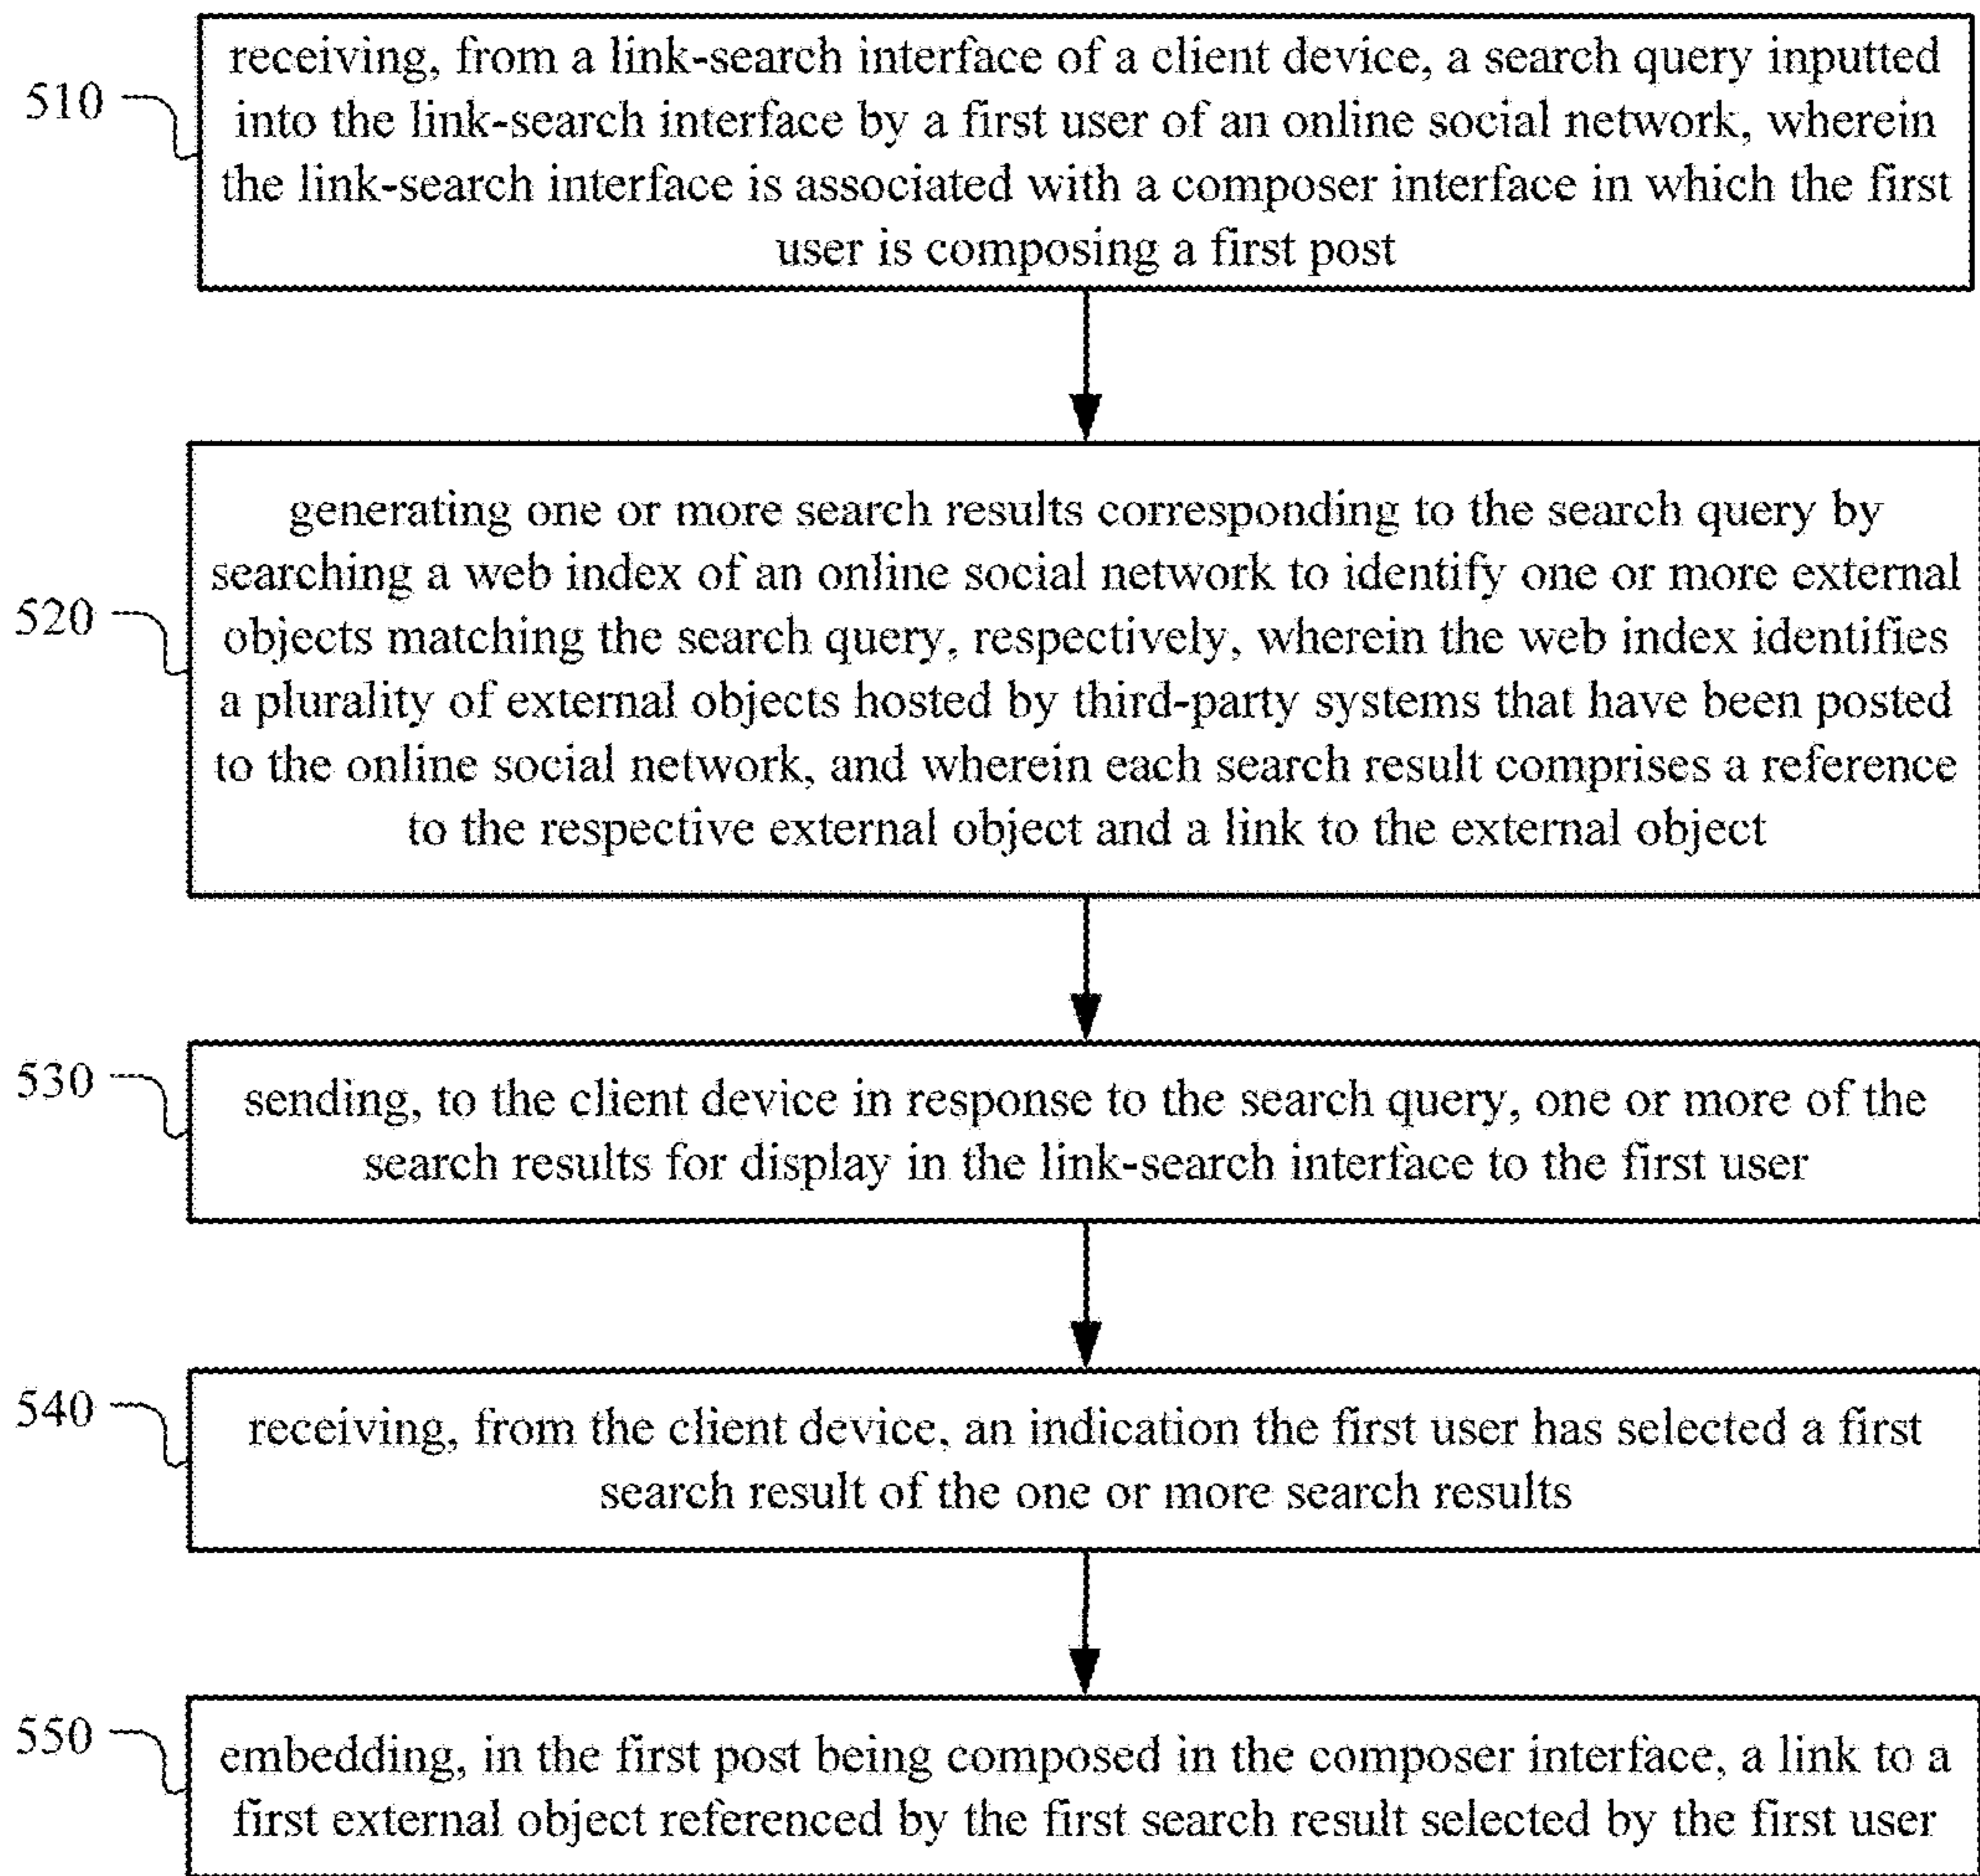 510
receiving, from a link-search interface of a client device, a search query inputted
into the link-search interface by a first user of an online social network, wherein
the link-search interface is associated with a composer interface in which the first
user is composing a first post
520
generating one or more search results corresponding to the search query by
searching a web index of an online social network to identify one or more external
objects matching the search query, respectively, wherein the web index identifies
a plurality of external objects hosted by third-party systems that have been posted
to the online social network, and wherein each search result comprises a reference
to the respective external object and a link to the external object
530
sending, to the client device in response to the search query, one or more of the
search results for display in the link-search interface to the first user
540
receiving, from the client device, an indication the first user has selected a first
search result of the one or more search results
550
embedding, in the first post being composed in the composer interface, a link to a
first external object referenced by the first search result selected by the first user